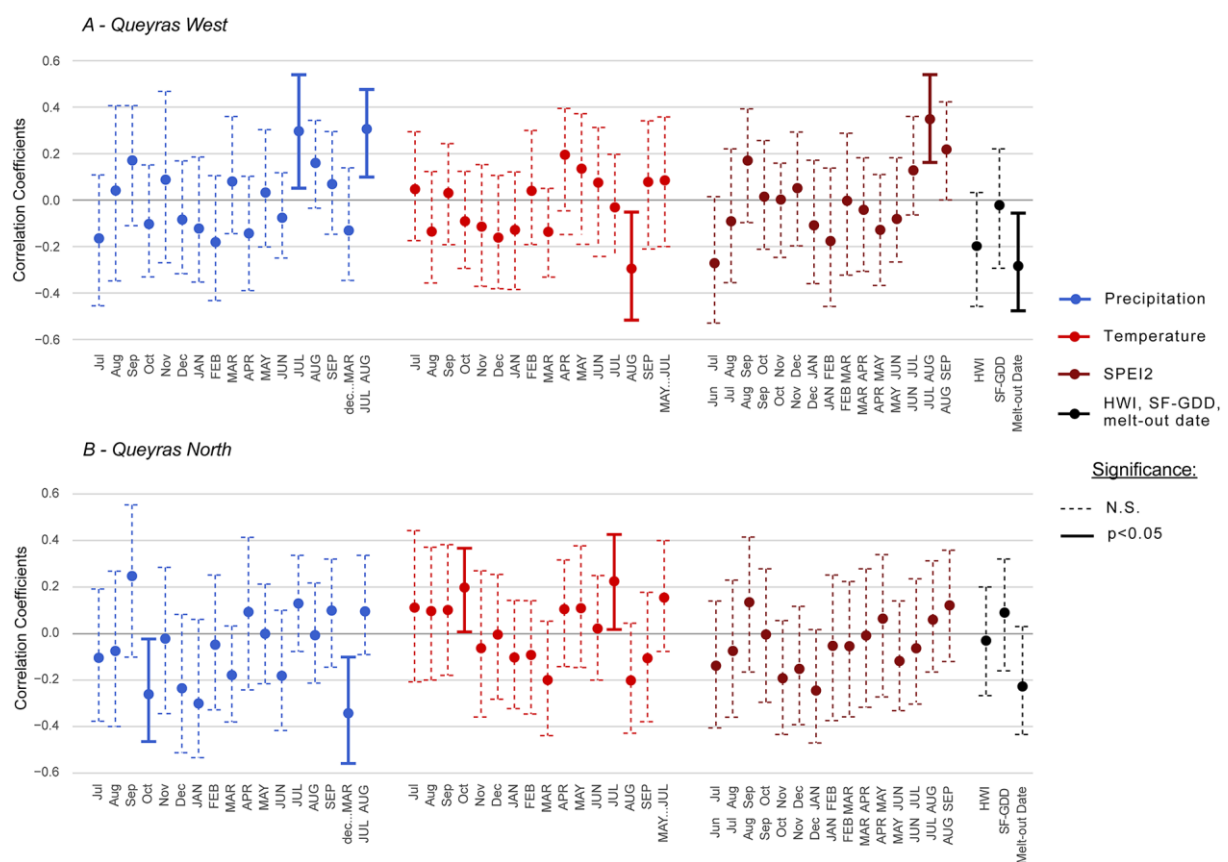 A - Queyras West
Correlation Coefficients
0.6
0.4
0.2
0.0
−0.2
−0.4
−0.6
Jul
Aug
Sep
Oct
Nov
Dec
JAN
FEB
MAR
APR
MAY
JUN
JUL
AUG
SEP
dec...MAR
JUL AUG
Jul
Aug
Sep
Oct
Nov
Dec
JAN
FEB
MAR
APR
MAY
JUN
JUL
AUG
SEP
MAY...JUL
Jun Jul
Jul Aug
Aug Sep
Sep Oct
Oct Nov
Nov Dec
Dec JAN
JAN FEB
FEB MAR
MAR APR
APR MAY
MAY JUN
JUN JUL
JUL AUG
AUG SEP
HWI
SF-GDD
Melt-out Date
Precipitation
Temperature
SPEI2
HWI, SF-GDD,
melt-out date
Significance:
N.S.
p<0.05
B - Queyras North
Correlation Coefficients
0.6
0.4
0.2
0.0
−0.2
−0.4
−0.6
Jul
Aug
Sep
Oct
Nov
Dec
JAN
FEB
MAR
APR
MAY
JUN
JUL
AUG
SEP
dec...MAR
JUL AUG
Jul
Aug
Sep
Oct
Nov
Dec
JAN
FEB
MAR
APR
MAY
JUN
JUL
AUG
SEP
MAY...JUL
Jun Jul
Jul Aug
Aug Sep
Sep Oct
Oct Nov
Nov Dec
Dec JAN
JAN FEB
FEB MAR
MAR APR
APR MAY
MAY JUN
JUN JUL
JUL AUG
AUG SEP
HWI
SF-GDD
Melt-out Date